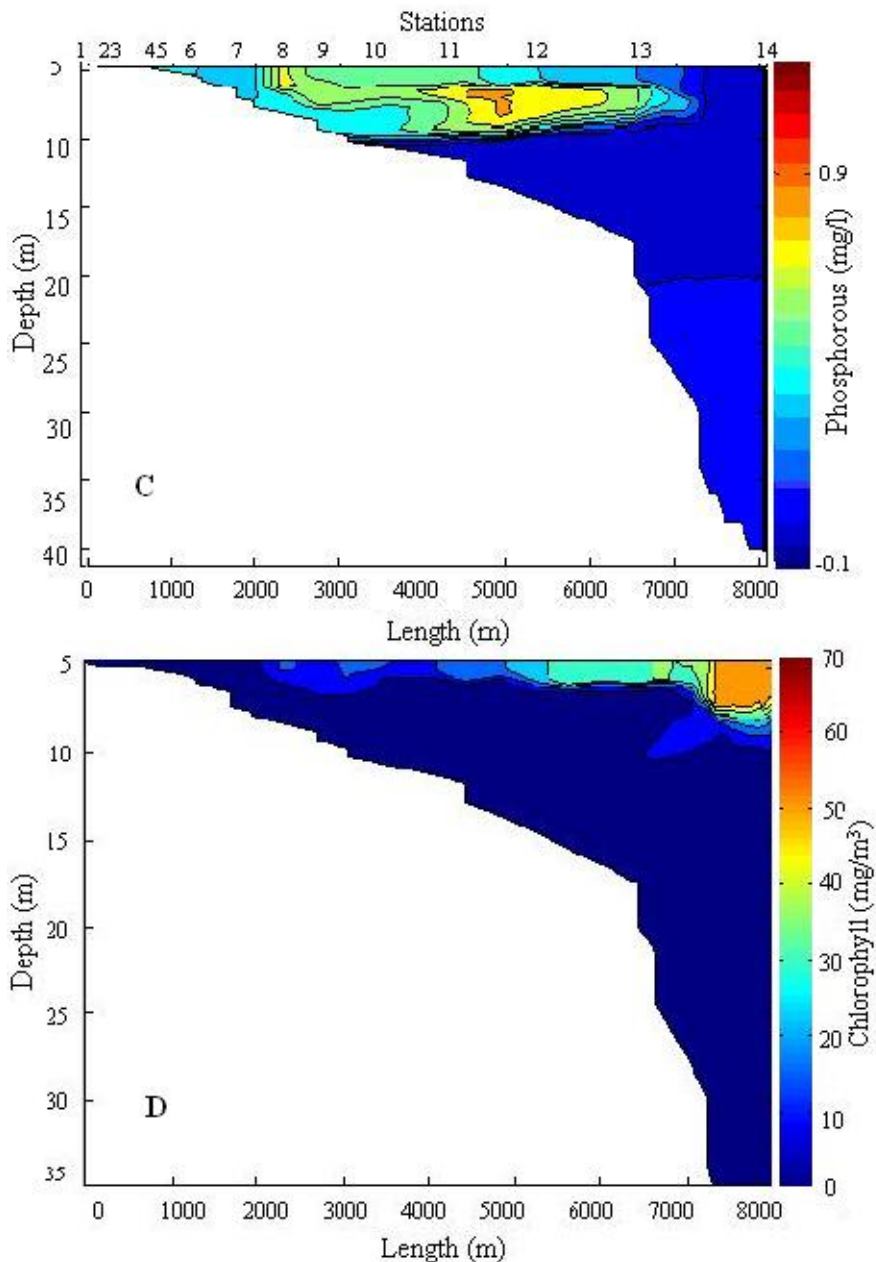 Stations
1 23 45 6 7 8 9 10 11 12 13 14
5
10
15
20
25
30
35
40
Depth (m)
0 1000 2000 3000 4000 5000 6000 7000 8000
Length (m)
C
0.9
-0.1
Phosphorous (mg/l)
5
10
15
20
25
30
35
Depth (m)
0 1000 2000 3000 4000 5000 6000 7000 8000
Length (m)
D
70
60
50
40
30
20
10
0
Chlorophyll (mg/m³)